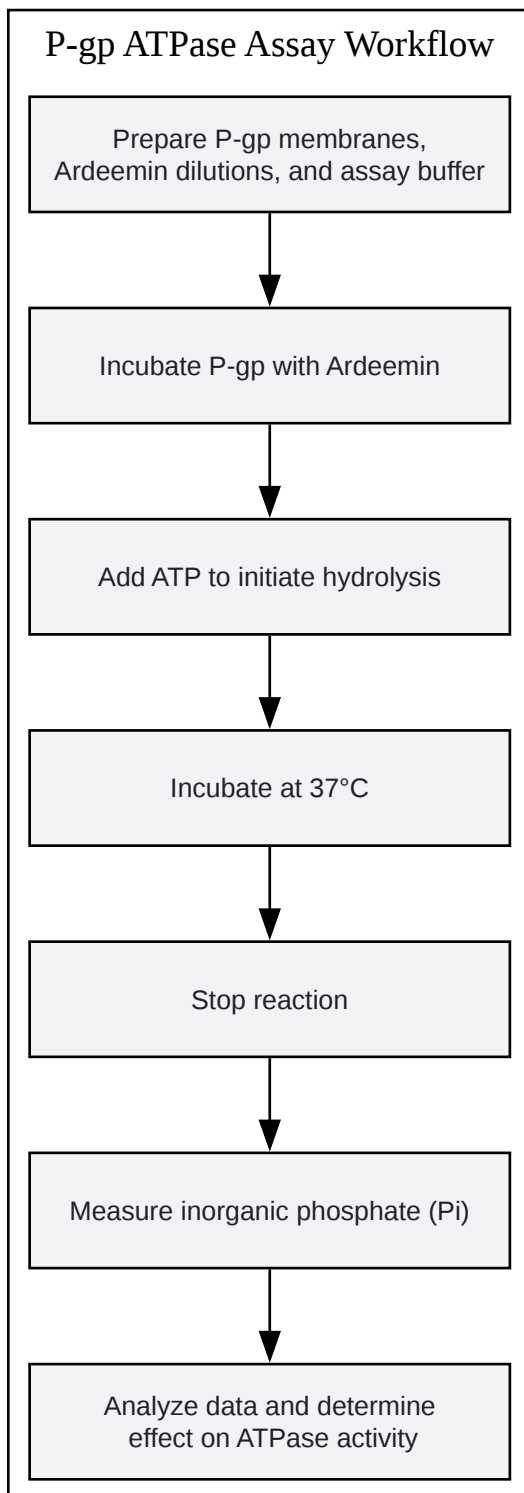 P-gp ATPase Assay Workflow
Prepare P-gp membranes,
Ardeemin dilutions, and assay buffer
Incubate P-gp with Ardeemin
Add ATP to initiate hydrolysis
Incubate at 37°C
Stop reaction
Measure inorganic phosphate (Pi)
Analyze data and determine
effect on ATPase activity